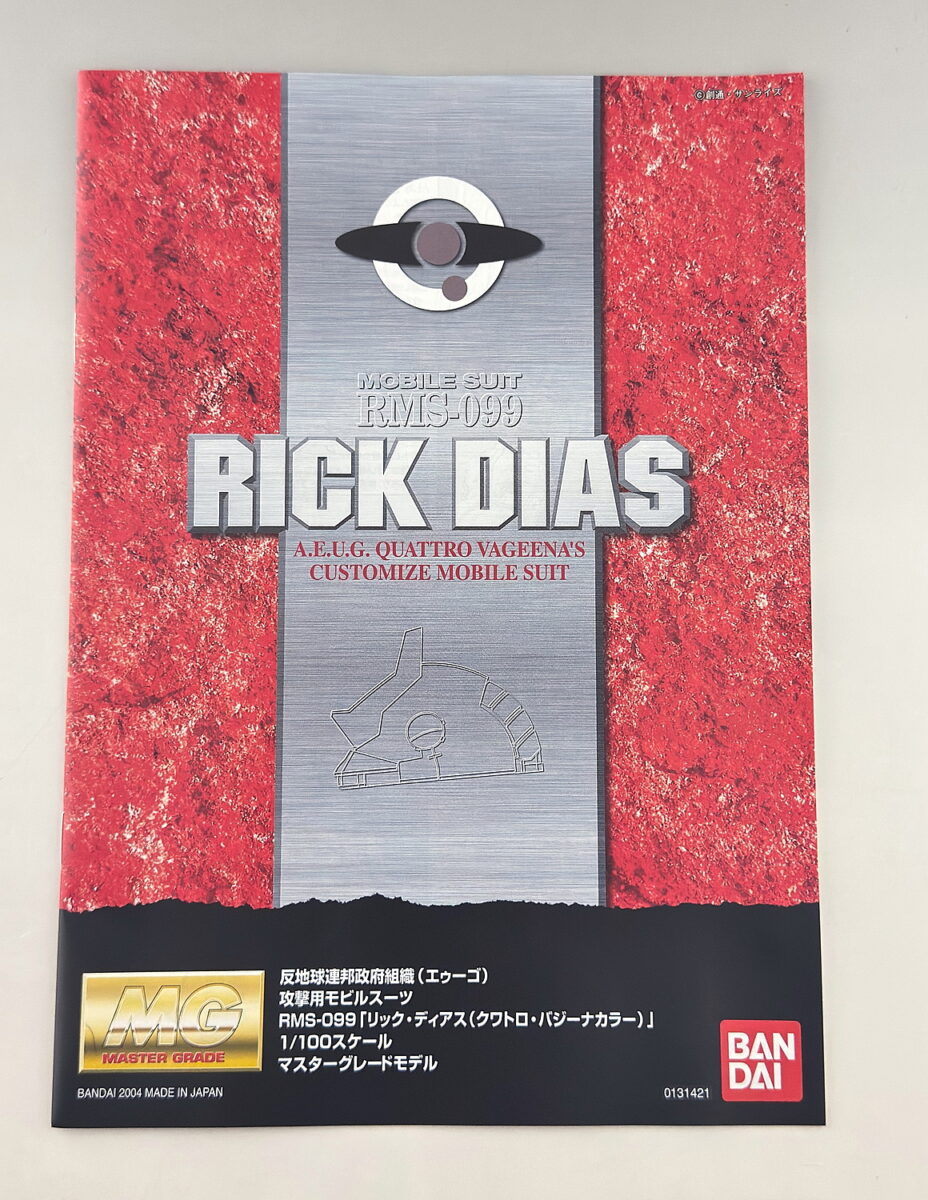 ©創通・サンライズ
MOBILE SUIT
RMS-099
RICK DIAS
A.E.U.G. QUATTRO VAGEENA'S
CUSTOMIZE MOBILE SUIT
MG
MASTER GRADE
反地球連邦政府組織(エゥーゴ)
攻撃用モビルスーツ
RMS-099「リック・ディアス(クワトロ・バジーナカラー)」
1/100スケール
マスターグレードモデル
BANDAI 2004 MADE IN JAPAN
0131421
BAN
DAI